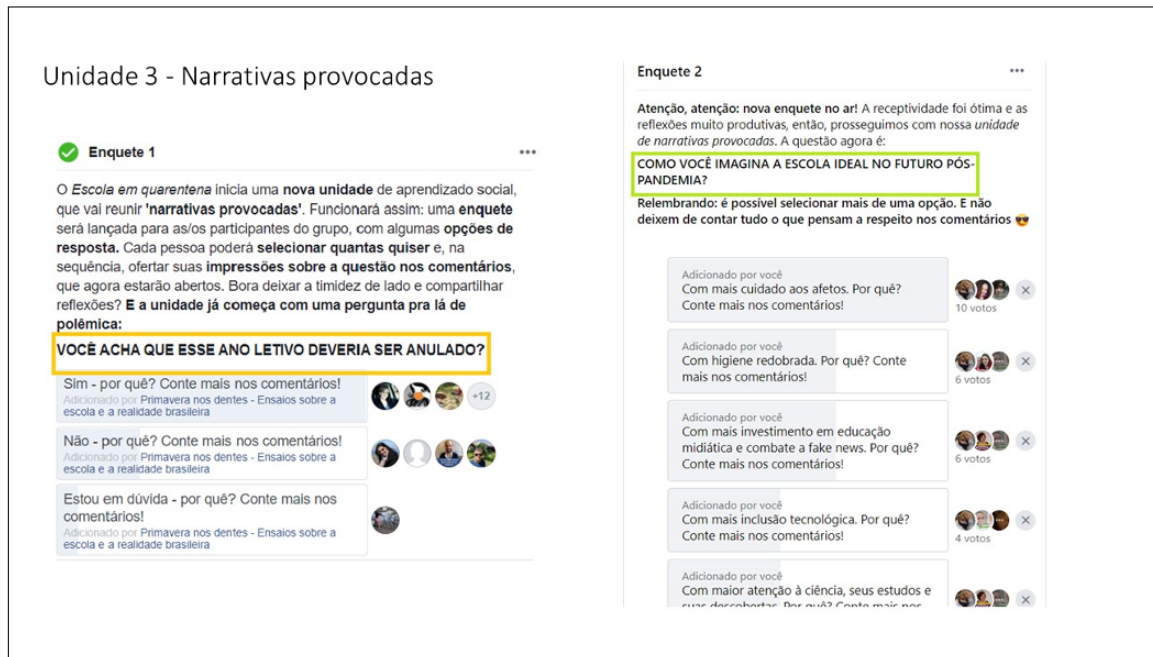 Unidade 3 - Narrativas provocadas
Enquete 1
O Escola em quarentena inicia uma nova unidade de aprendizado social,
que vai reunir 'narrativas provocadas'. Funcionará assim: uma enquete
será lançada para as/os participantes do grupo, com algumas opções de
resposta. Cada pessoa poderá selecionar quantas quiser e, na
sequência, ofertar suas impressões sobre a questão nos comentários,
que agora estarão abertos. Bora deixar a timidez de lado e compartilhar
reflexões? E a unidade já começa com uma pergunta pra lá de
polêmica:
VOCÊ ACHA QUE ESSE ANO LETIVO DEVERIA SER ANULADO?
Sim - por quê? Conte mais nos comentários!
Adicionado por Primavera nos dentes - Ensaios sobre a
escola e a realidade brasileira
+12
Não - por quê? Conte mais nos comentários!
Adicionado por Primavera nos dentes - Ensaios sobre a
escola e a realidade brasileira
Estou em dúvida - por quê? Conte mais nos
comentários!
Adicionado por Primavera nos dentes - Ensaios sobre a
escola e a realidade brasileira
Enquete 2
Atenção, atenção: nova enquete no ar! A receptividade foi ótima e as
reflexões muito produtivas, então, prosseguimos com nossa unidade
de narrativas provocadas. A questão agora é:
COMO VOCÊ IMAGINA A ESCOLA IDEAL NO FUTURO PÓS-
PANDEMIA?
Relembrando: é possível selecionar mais de uma opção. E não
deixem de contar tudo o que pensam a respeito nos comentários 😎
Adicionado por você
Com mais cuidado aos afetos. Por quê?
Conte mais nos comentários!
10 votos
Adicionado por você
Com higiene redobrada. Por quê? Conte
mais nos comentários!
6 votos
Adicionado por você
Com mais investimento em educação
midiática e combate a fake news. Por quê?
Conte mais nos comentários!
6 votos
Adicionado por você
Com mais inclusão tecnológica. Por quê?
Conte mais nos comentários!
4 votos
Adicionado por você
Com maior atenção à ciência, seus estudos e
suas descobertas. Por quê? Conte mais nos